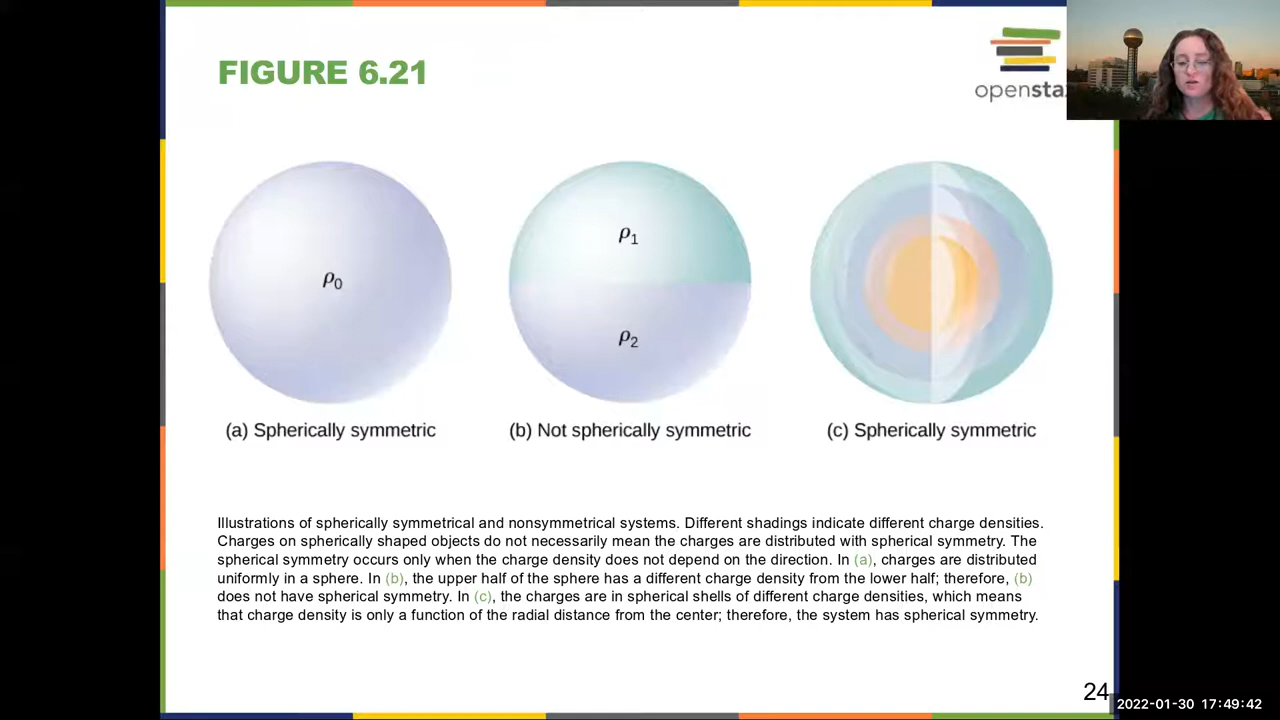 FIGURE 6.21
opensta
ρ0
ρ1
ρ2
(a) Spherically symmetric
(b) Not spherically symmetric
(c) Spherically symmetric
Illustrations of spherically symmetrical and nonsymmetrical systems. Different shadings indicate different charge densities.
Charges on spherically shaped objects do not necessarily mean the charges are distributed with spherical symmetry. The
spherical symmetry occurs only when the charge density does not depend on the direction. In (a), charges are distributed
uniformly in a sphere. In (b), the upper half of the sphere has a different charge density from the lower half; therefore, (b)
does not have spherical symmetry. In (c), the charges are in spherical shells of different charge densities, which means
that charge density is only a function of the radial distance from the center; therefore, the system has spherical symmetry.
24
2022-01-30 17:49:42